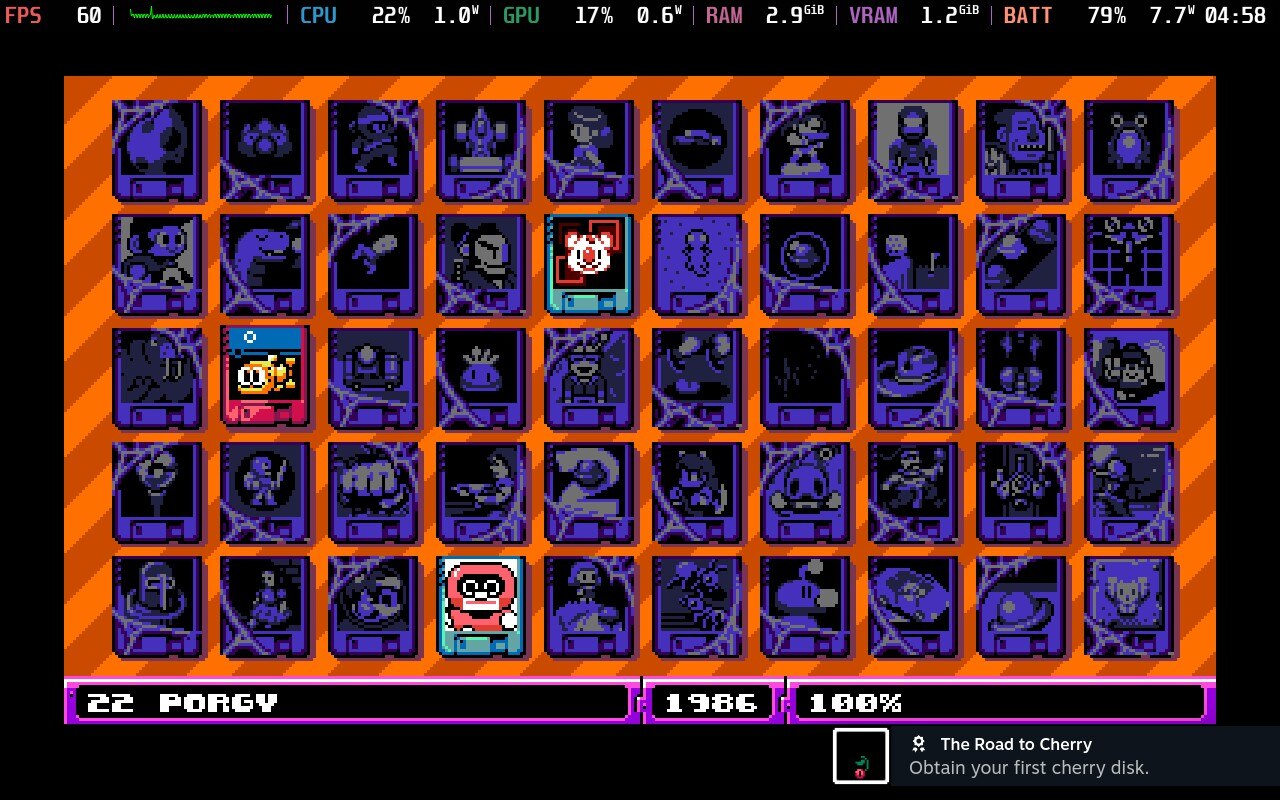 FPS 60 CPU 22% 1.0W GPU 17% 0.6W RAM 2.9GiB VRAM 1.2GiB BATT 79% 7.7W 04:58
22 PORGY 1986 100%
The Road to Cherry
Obtain your first cherry disk.